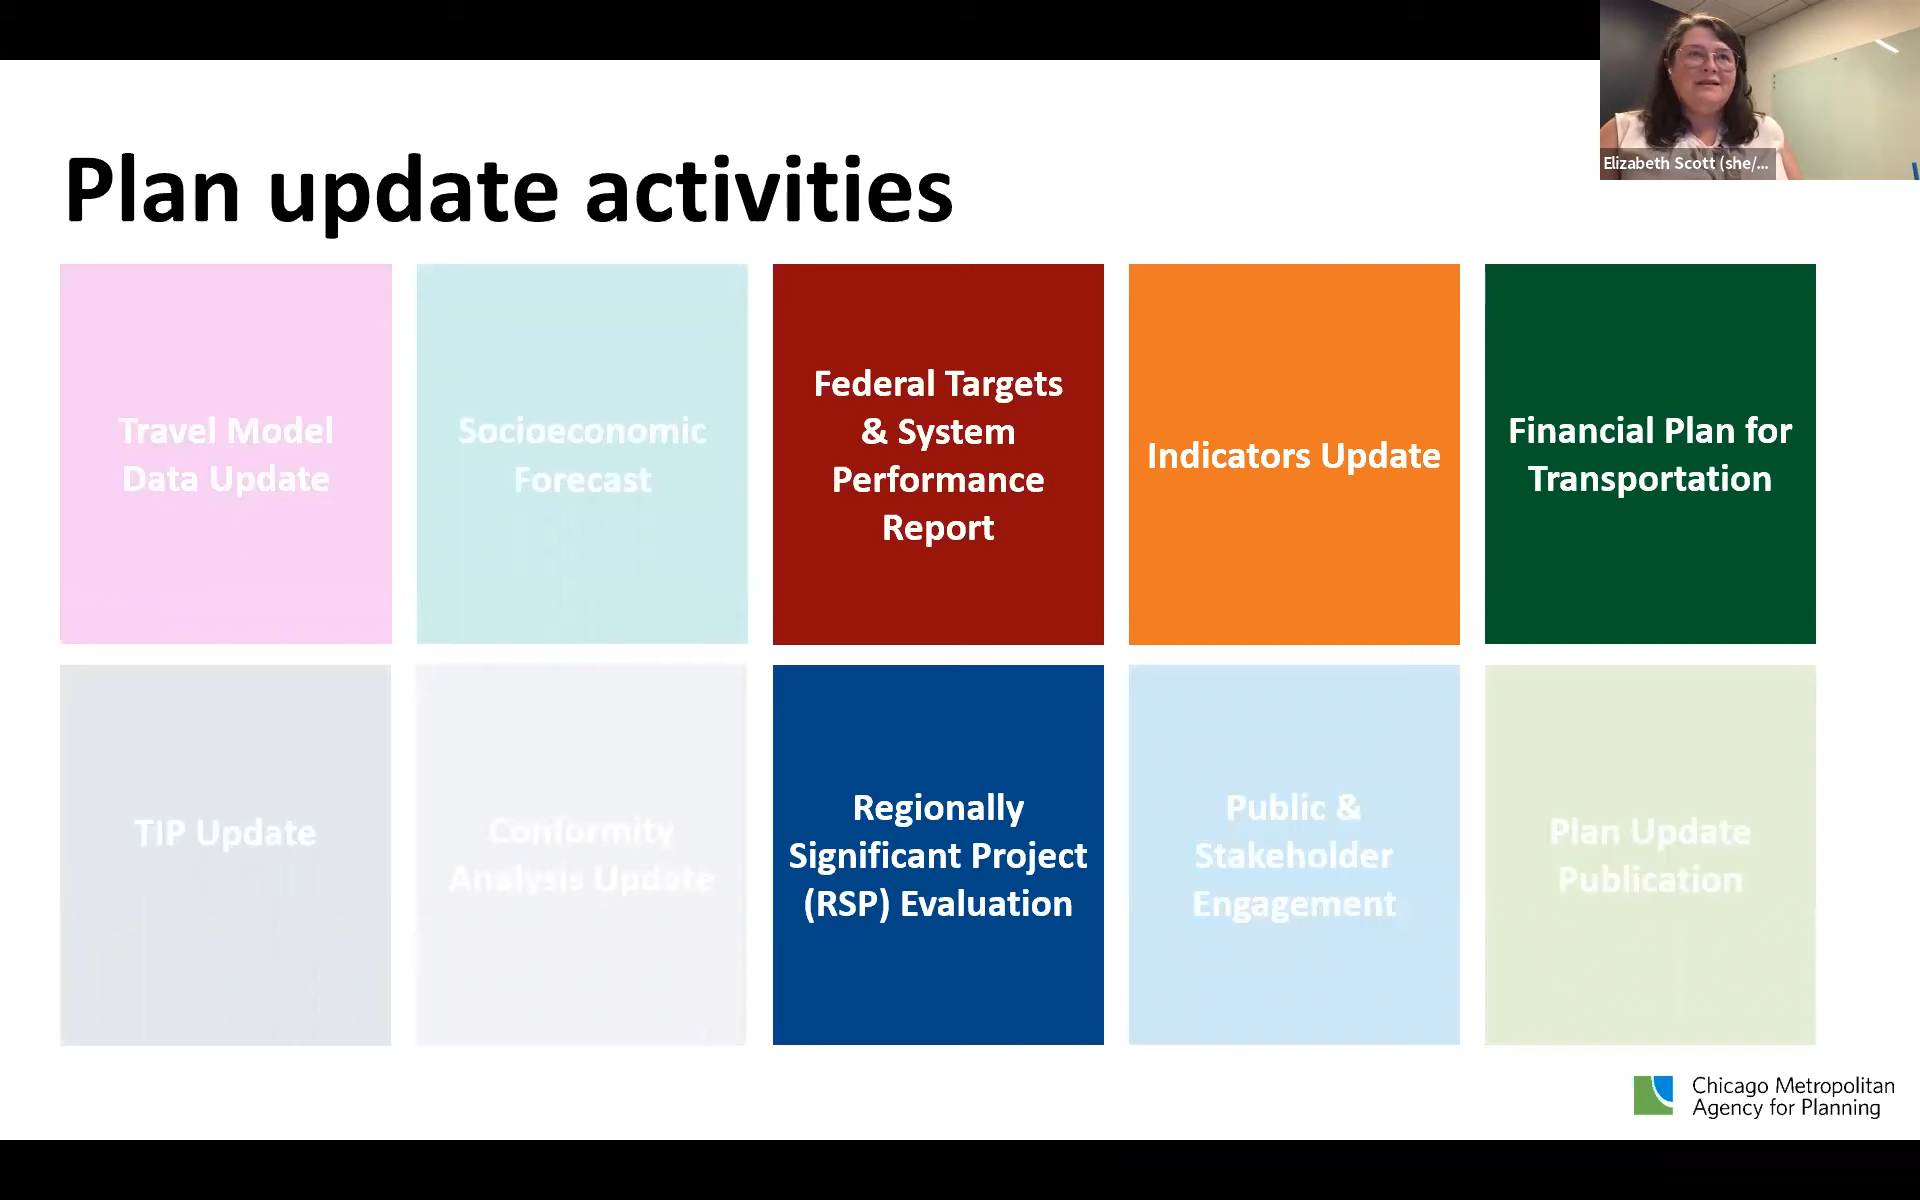 Elizabeth Scott (she/...
Plan update activities
Travel Model
Data Update
Socioeconomic
Forecast
Federal Targets
& System
Performance
Report
Indicators Update
Financial Plan for
Transportation
TIP Update
Conformity
Analysis Update
Regionally
Significant Project
(RSP) Evaluation
Public &
Stakeholder
Engagement
Plan Update
Publication
Chicago Metropolitan
Agency for Planning